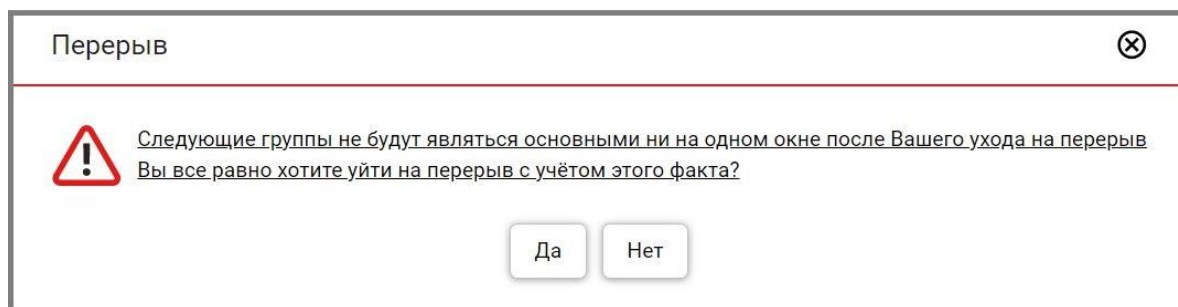 Перерыв
Следующие группы не будут являться основными ни на одном окне после Вашего ухода на перерыв
Вы все равно хотите уйти на перерыв с учётом этого факта?
Да
Нет